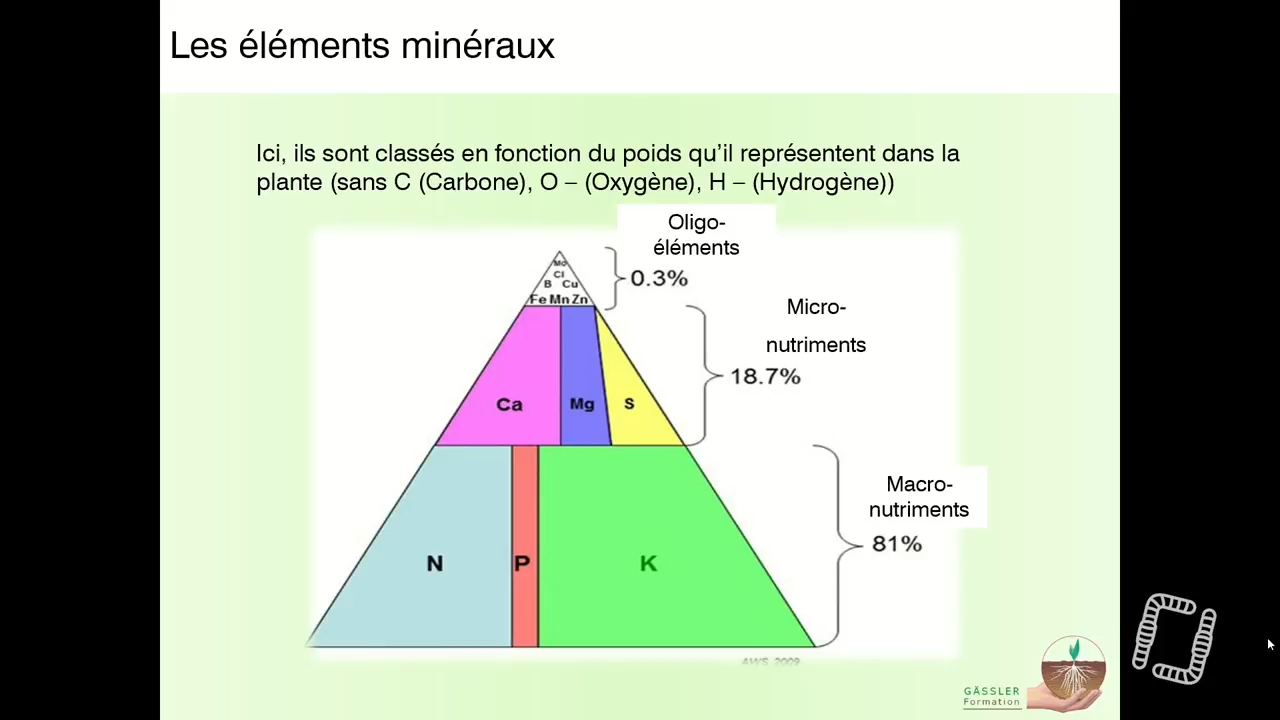 Les éléments minéraux
Ici, ils sont classés en fonction du poids qu’il représentent dans la
plante (sans C (Carbone), O – (Oxygène), H – (Hydrogène))
Oligo-
éléments
0.3%
Mo
Cl
B Cu
Fe Mn Zn
Micro-
nutriments
18.7%
Ca Mg S
Macro-
nutriments
81%
N P K
AWS, 2009
GÄSSLER
Formation